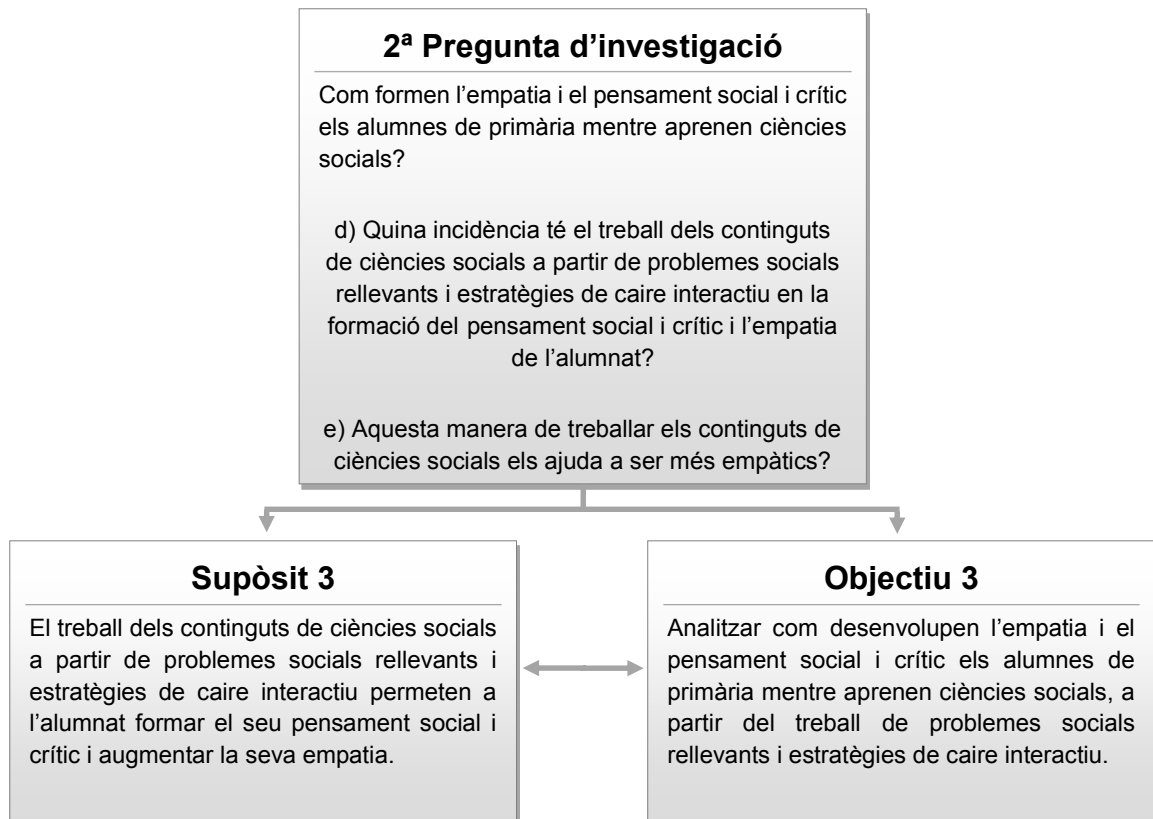 2ª Pregunta d’investigació
Com formen l’empatia i el pensament social i crític
els alumnes de primària mentre aprenen ciències
socials?
d) Quina incidència té el treball dels continguts
de ciències socials a partir de problemes socials
rellevants i estratègies de caire interactiu en la
formació del pensament social i crític i l’empatia
de l’alumnat?
e) Aquesta manera de treballar els continguts de
ciències socials els ajuda a ser més empàtics?
Supòsit 3
El treball dels continguts de ciències socials
a partir de problemes socials rellevants i
estratègies de caire interactiu permeten a
l’alumnat formar el seu pensament social i
crític i augmentar la seva empatia.
Objectiu 3
Analitzar com desenvolupen l’empatia i el
pensament social i crític els alumnes de
primària mentre aprenen ciències socials, a
partir del treball de problemes socials
rellevants i estratègies de caire interactiu.